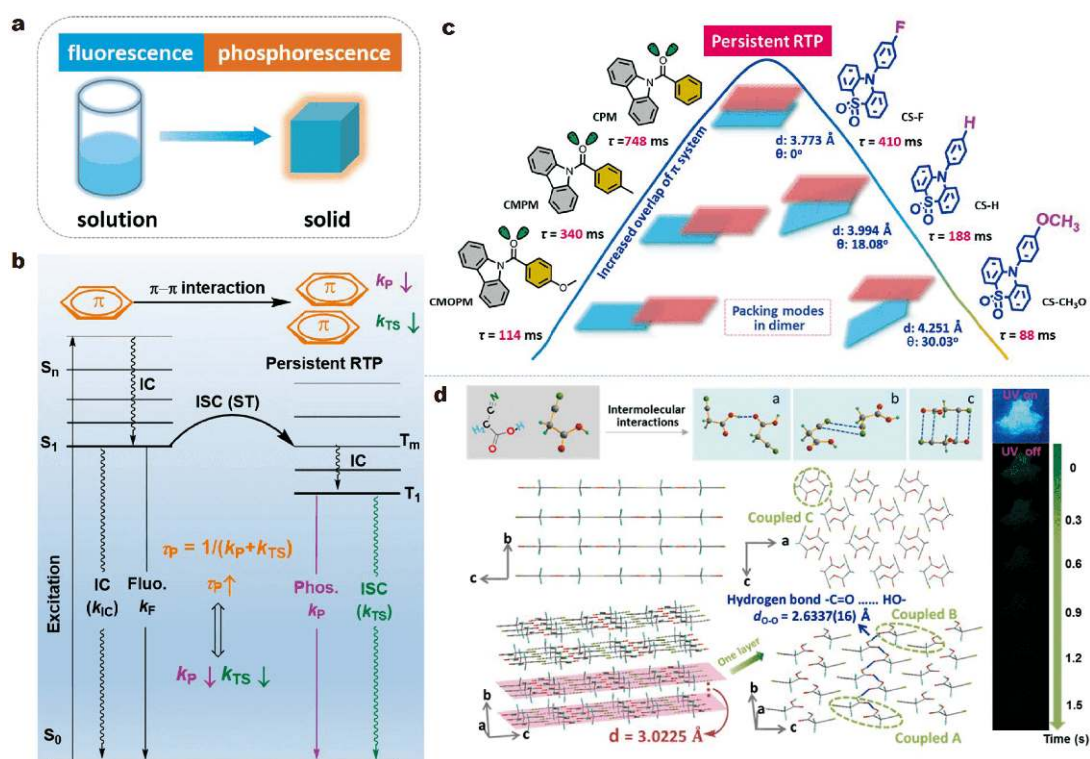 a
fluorescence phosphorescence
solution
solid
b
π
π–π interaction
π
π
kP ↓
kTS ↓
Persistent RTP
Sn
IC
ISC (ST)
S1
Tm
IC
T1
Excitation
τP = 1/(kP+kTS)
τP ↑
kP ↓ kTS ↓
IC
(kIC)
Fluo.
kF
Phos.
kP
ISC
(kTS)
S0
c
Persistent RTP
Increased overlap of π system
O
N
CPM
τ =748 ms
O
N
CMPM
τ = 340 ms
O
N
O
CMOPM
τ = 114 ms
d: 3.773 Å
θ: 0°
d: 3.994 Å
θ: 18.08°
Packing modes
in dimer
d: 4.251 Å
θ: 30.03°
F
N
O
S
O
CS-F
τ = 410 ms
H
N
O
S
O
CS-H
τ = 188 ms
OCH3
N
O
S
O
CS-CH3O
τ = 88 ms
d
N
C
H2
C
O
O
H
Intermolecular
interactions
a
b
c
UV on
UV off
0
0.3
0.6
0.9
1.2
1.5
Time (s)
b
c
Coupled C
a
c
Hydrogen bond -C=O ...... HO-
dO-O = 2.6337(16) Å
Coupled B
One layer
b
a
c
d = 3.0225 Å
b
a
c
Coupled A